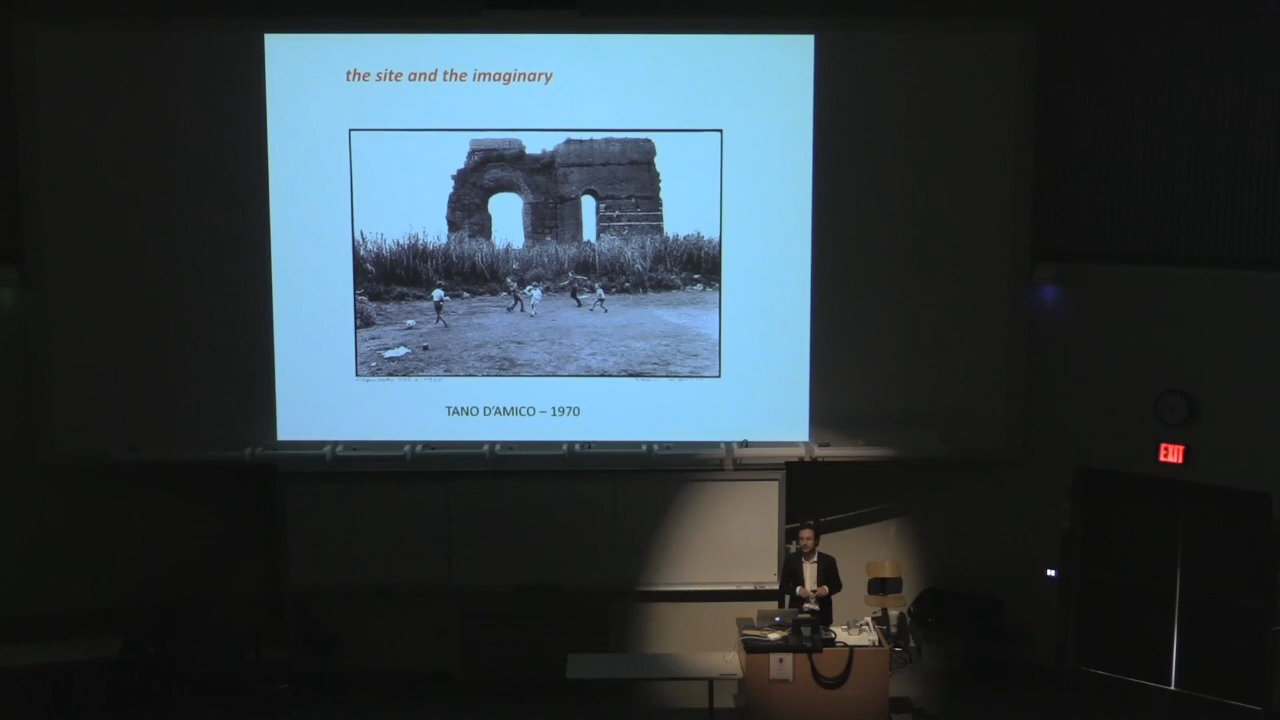 the site and the imaginary
TANO D'AMICO – 1970
EXIT